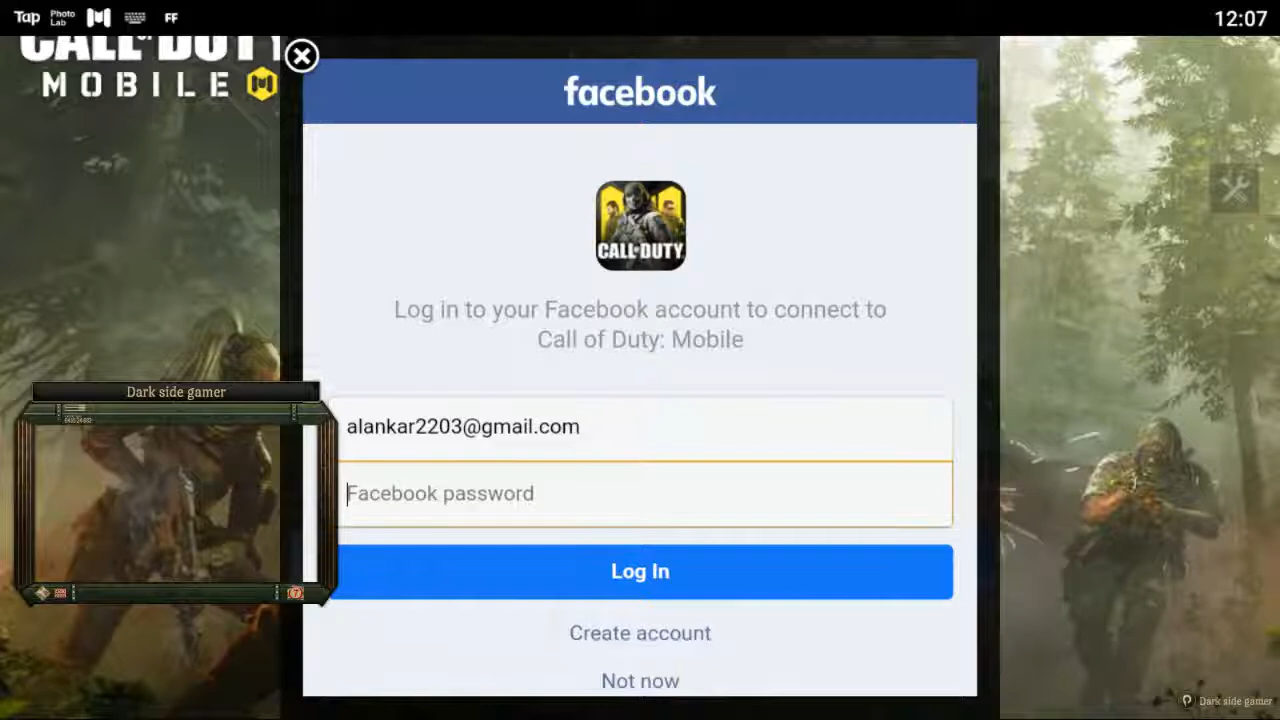 Tap Photo Lab FF 12:07
CALL OF DUTY
MOBILE
facebook
CALL OF DUTY
Log in to your Facebook account to connect to
Call of Duty: Mobile
Dark side gamer
alankar2203@gmail.com
Facebook password
Log In
Create account
Not now
Dark side gamer